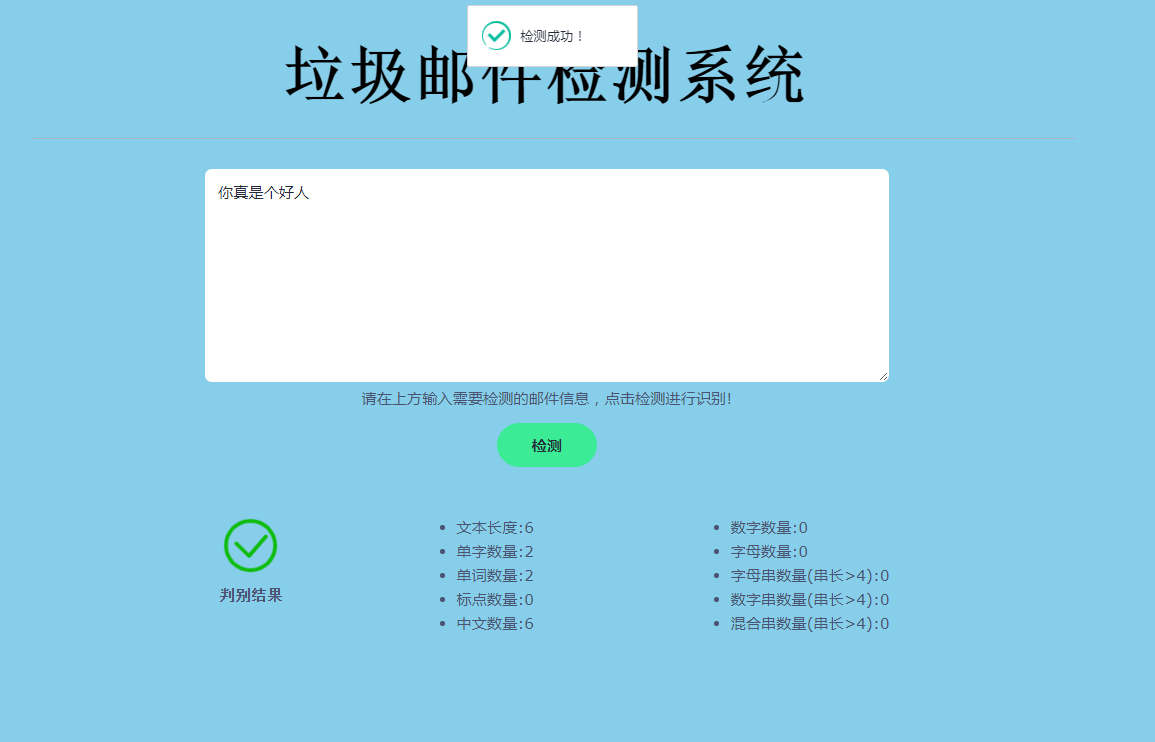 检测成功！
垃圾邮件检测系统
你真是个好人
请在上方输入需要检测的邮件信息，点击检测进行识别!
检测
判别结果
文本长度:6
单字数量:2
单词数量:2
标点数量:0
中文数量:6
数字数量:0
字母数量:0
字母串数量(串长>4):0
数字串数量(串长>4):0
混合串数量(串长>4):0